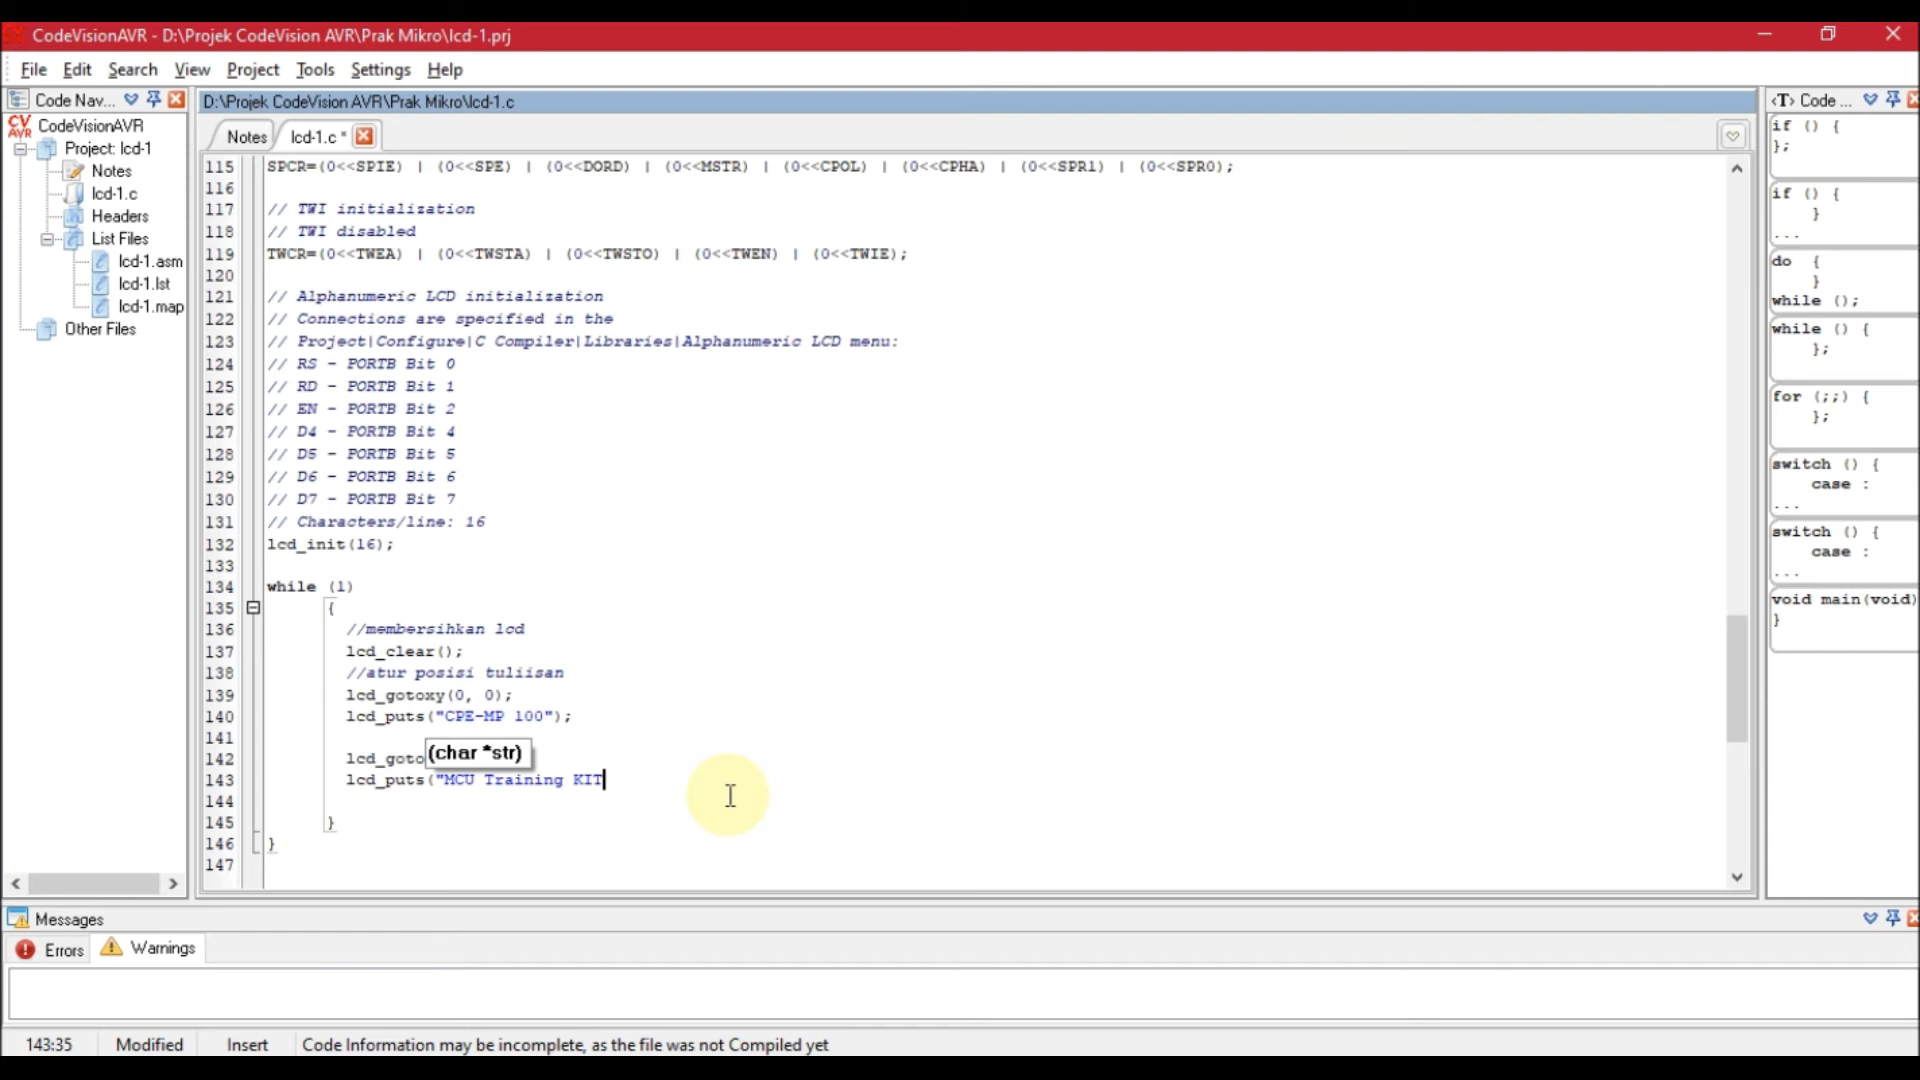 CodeVisionAVR - D:\Projek CodeVision AVR\Prak Mikro\lcd-1.prj
File Edit Search View Project Tools Settings Help
Code Nav...
D:\Projek CodeVision AVR\Prak Mikro\lcd-1.c
<T> Code ...
CodeVisionAVR
Project: lcd-1
Notes
lcd-1.c
Headers
List Files
lcd-1.asm
lcd-1.lst
lcd-1.map
Other Files
Notes lcd-1.c *
115 SPCR=(0<<SPIE) | (0<<SPE) | (0<<DORD) | (0<<MSTR) | (0<<CPOL) | (0<<CPHA) | (0<<SPR1) | (0<<SPR0);
116
117 // TWI initialization
118 // TWI disabled
119 TWCR=(0<<TWEA) | (0<<TWSTA) | (0<<TWSTO) | (0<<TWEN) | (0<<TWIE);
120
121 // Alphanumeric LCD initialization
122 // Connections are specified in the
123 // Project|Configure|C Compiler|Libraries|Alphanumeric LCD menu:
124 // RS - PORTB Bit 0
125 // RD - PORTB Bit 1
126 // EN - PORTB Bit 2
127 // D4 - PORTB Bit 4
128 // D5 - PORTB Bit 5
129 // D6 - PORTB Bit 6
130 // D7 - PORTB Bit 7
131 // Characters/line: 16
132 lcd_init(16);
133
134 while (1)
135 {
136 //membersihkan lcd
137 lcd_clear();
138 //atur posisi tuliisan
139 lcd_gotoxy(0, 0);
140 lcd_puts("CPE-MP 100");
141
(char *str)
142 lcd_goto
143 lcd_puts("MCU Training KIT
144
145 }
146 }
147
if () {
};
if () {
}
...
do {
}
while ();
while () {
};
for (;;) {
};
switch () {
case :
...
switch () {
case :
...
void main(void)
}
Messages
Errors Warnings
143:35 Modified Insert Code Information may be incomplete, as the file was not Compiled yet